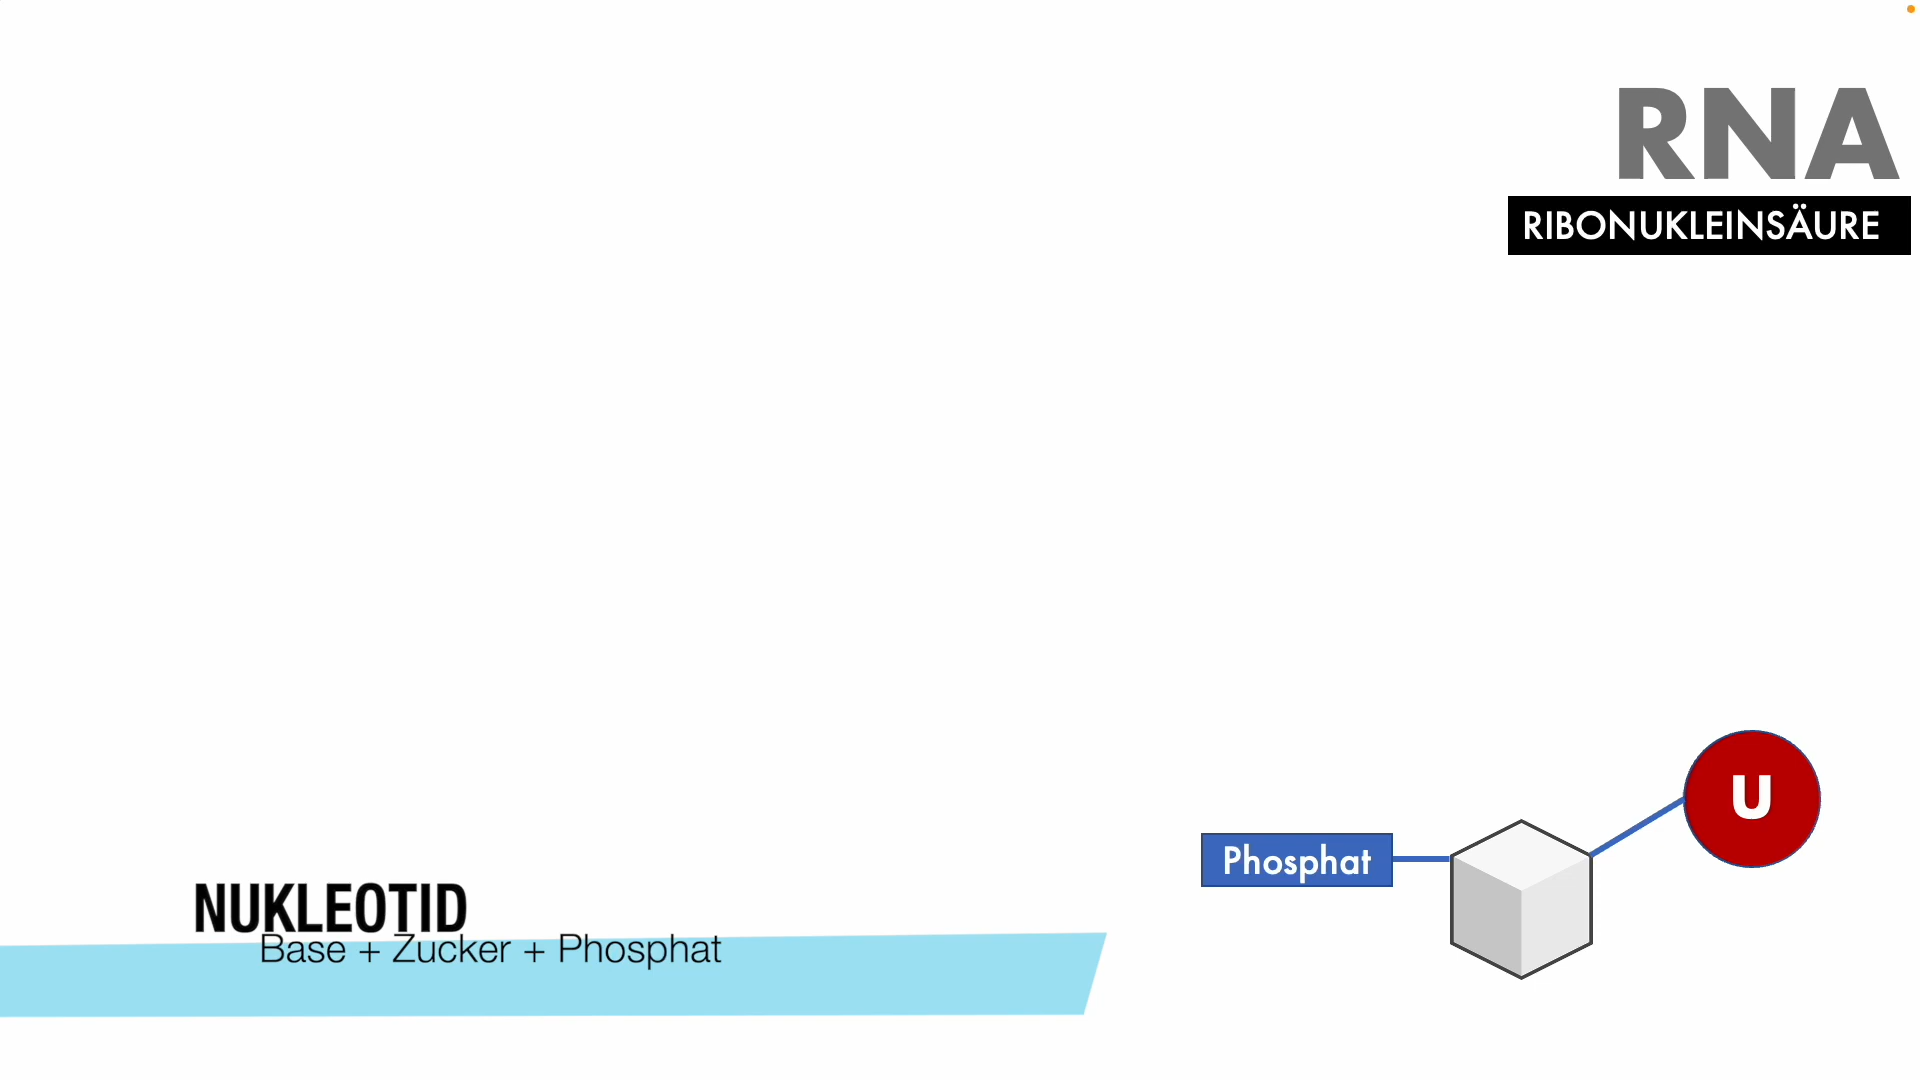 RNA
RIBONUKLEINSÄURE
U
Phosphat
NUKLEOTID
Base + Zucker + Phosphat